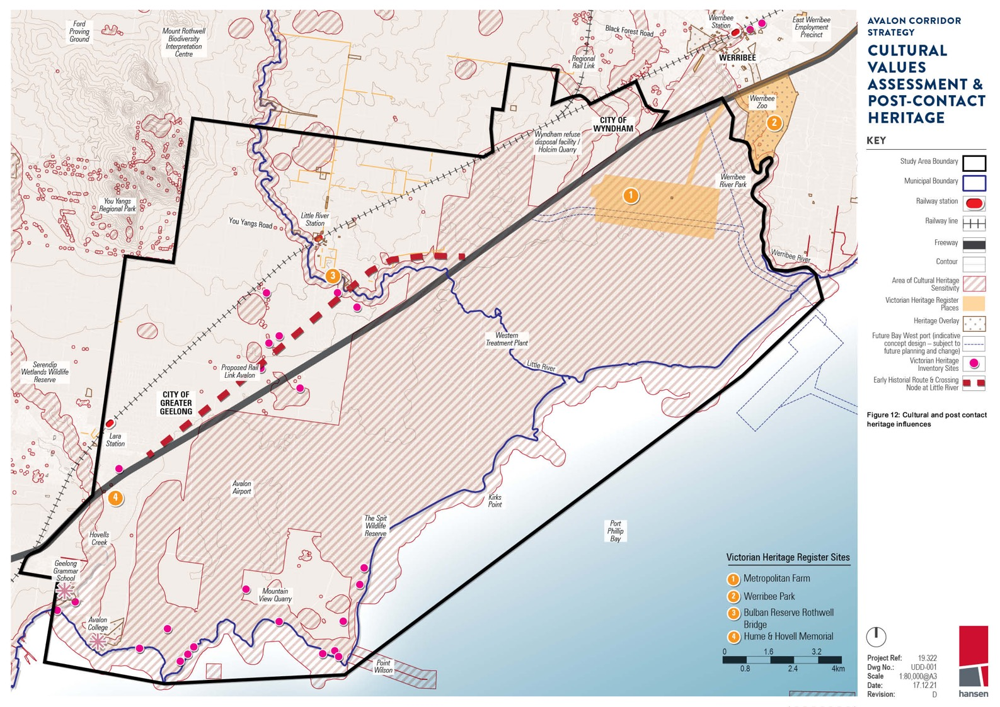 Ford
Proving
Ground
Mount Rothwell
Biodiversity
Interpretation
Centre
Black Forest Road
Regional
Rail Link
Werribee
Station
East Werribee
Employment
Precinct
WERRIBEE
Werribee
Zoo
2
CITY OF
WYNDHAM
Wyndham refuse
disposal facility /
Holcim Quarry
Werribee
River Park
1
You Yangs
Regional Park
You Yangs Road
Little River
Station
Werribee River
3
Western
Treatment Plant
Little River
Serendip
Wetlands Wildlife
Reserve
Proposed Rail
Link Avalon
CITY OF
GREATER
GEELONG
Lara
Station
4
Avalon
Airport
Kirks
Point
The Spit
Wildlife
Reserve
Port
Phillip
Bay
Hovells
Creek
Geelong
Grammar
School
Mountain
View Quarry
Avalon
College
Point
Wilson
Victorian Heritage Register Sites
1 Metropolitan Farm
2 Werribee Park
3 Bulban Reserve Rothwell
Bridge
4 Hume & Hovell Memorial
0 1.6 3.2
0.8 2.4 4km
AVALON CORRIDOR
STRATEGY
CULTURAL
VALUES
ASSESSMENT &
POST-CONTACT
HERITAGE
KEY
Study Area Boundary
Municipal Boundary
Railway station
Railway line
Freeway
Contour
Area of Cultural Heritage
Sensitivity
Victorian Heritage Register
Places
Heritage Overlay
Future Bay West port (indicative
concept design – subject to
future planning and change)
Victorian Heritage
Inventory Sites
Early Historial Route & Crossing
Node at Little River
Figure 12: Cultural and post contact
heritage influences
Project Ref: 19.322
Dwg No.: UDD-001
Scale 1:80,000@A3
Date: 17.12.21
Revision: D
hansen